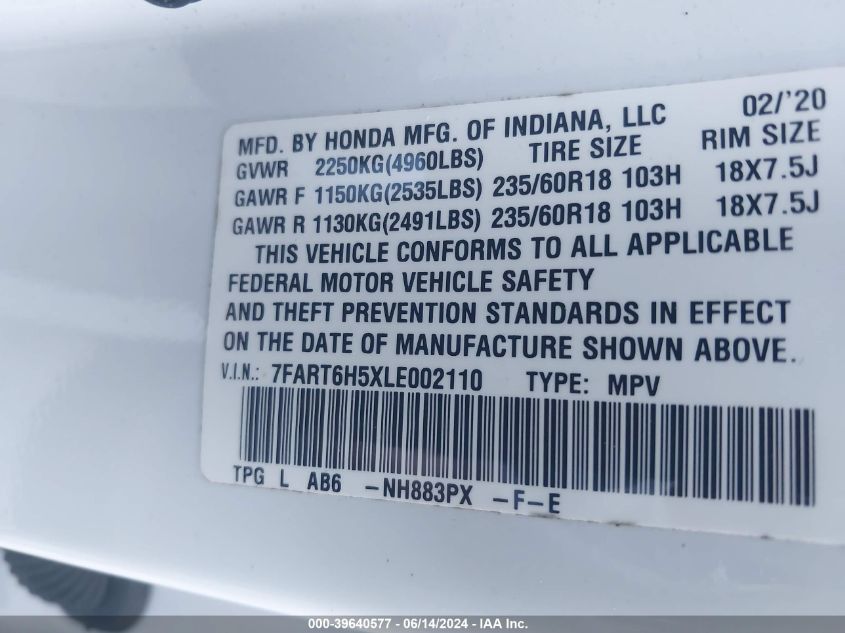 02/'20
MFD. BY HONDA MFG. OF INDIANA, LLC
GVWR 2250KG(4960LBS) TIRE SIZE RIM SIZE
GAWR F 1150KG(2535LBS) 235/60R18 103H 18X7.5J
GAWR R 1130KG(2491LBS) 235/60R18 103H 18X7.5J
THIS VEHICLE CONFORMS TO ALL APPLICABLE
FEDERAL MOTOR VEHICLE SAFETY
AND THEFT PREVENTION STANDARDS IN EFFECT
ON THE DATE OF MANUFACTURE SHOWN ABOVE.
V.I.N.: 7FART6H5XLE002110 TYPE: MPV
TPG L AB6 -NH883PX -F-E
000-39640577 - 06/14/2024 - IAA Inc.